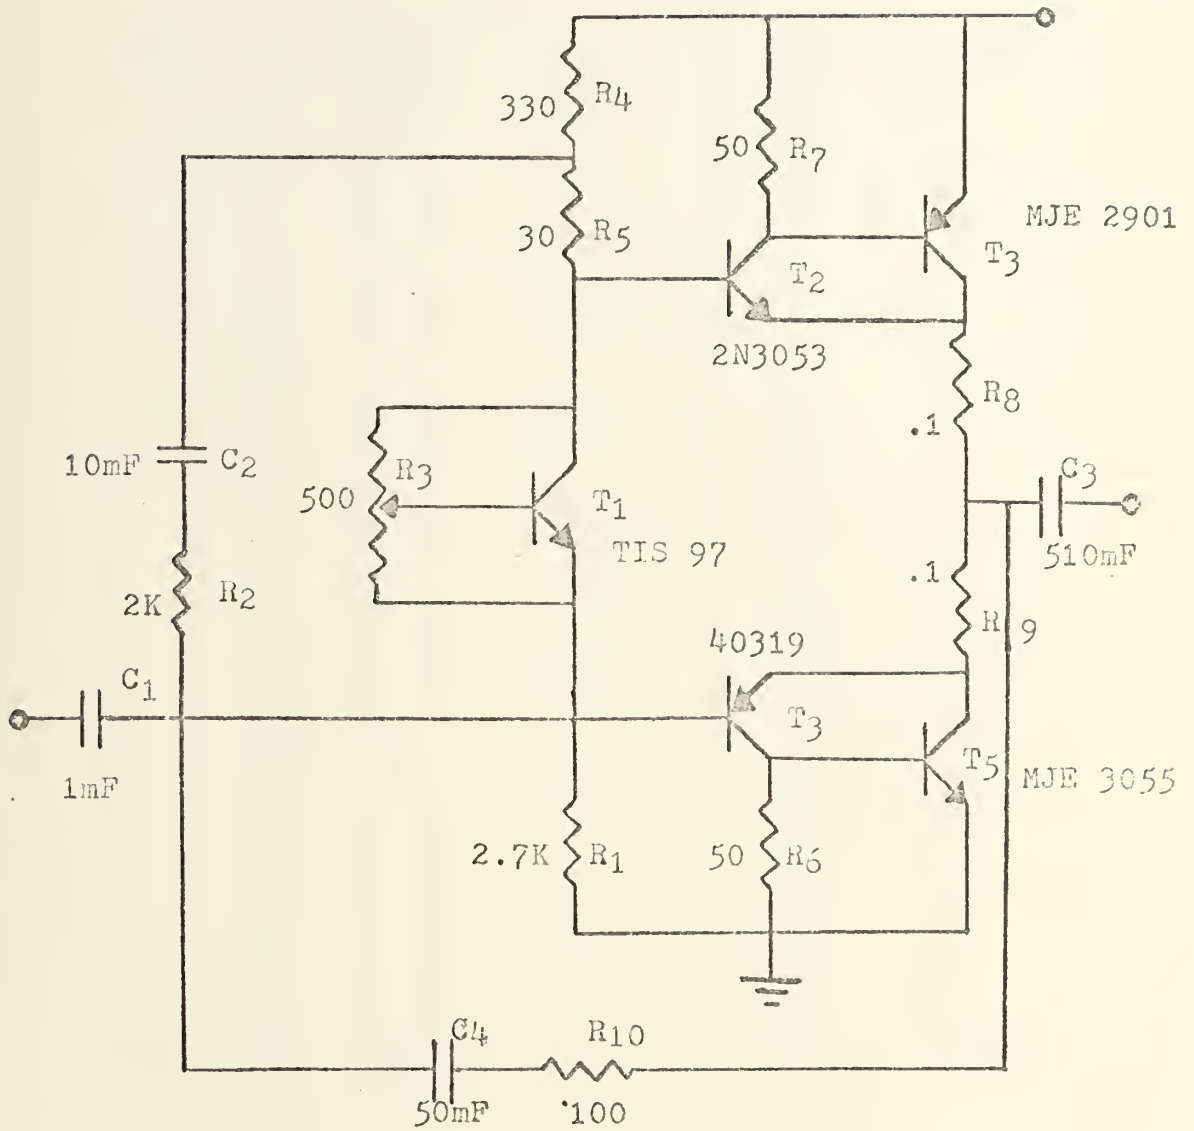 330 R4
50 R7
30 R5
MJE 2901
T3
T2
2N3053
R8
.1
10mF C2
R3
500
T1
TIS 97
C3
510mF
.1
R 9
2K R2
40319
C1
T3
T5
MJE 3055
1mF
2.7K R1
50 R6
C4
R10
50mF
.100